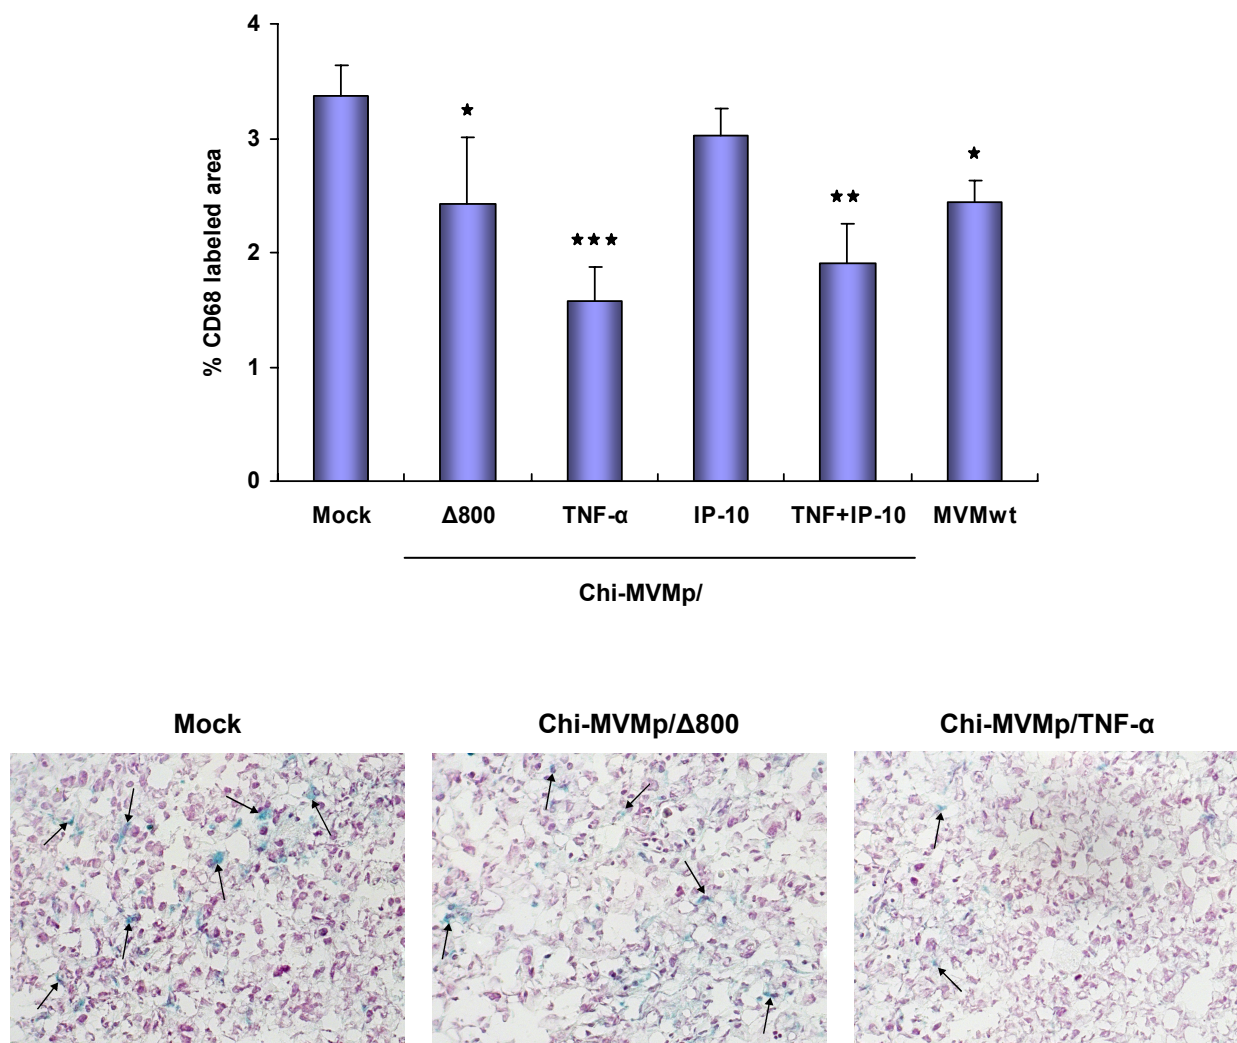 4
3
2
1
0
% CD68 labeled area
★
★★★
★★
★
Mock Δ800 TNF-α IP-10 TNF+IP-10 MVMwt
Chi-MVMp/
Mock Chi-MVMp/Δ800 Chi-MVMp/TNF-α